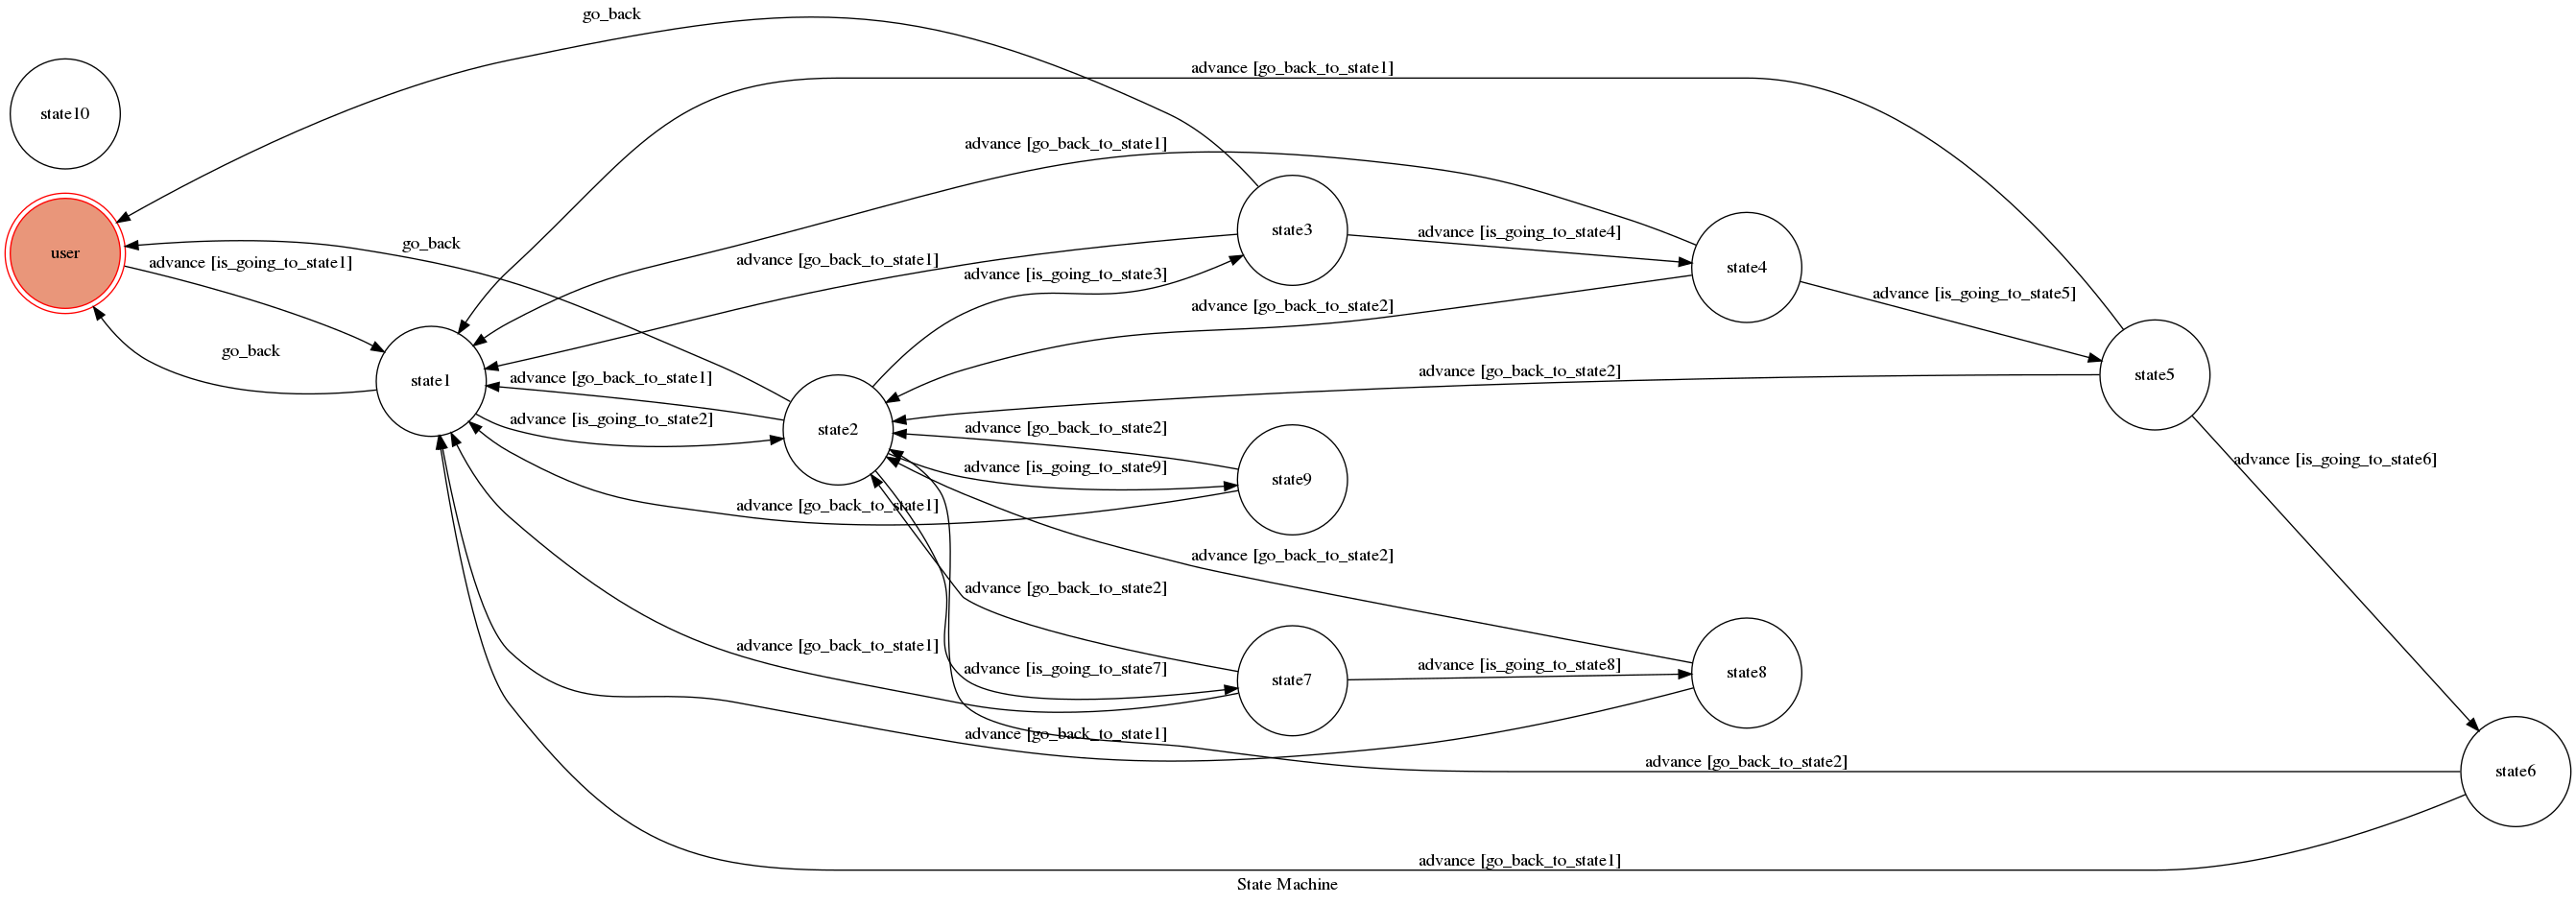 go_back
advance [go_back_to_state1]
state10
advance [go_back_to_state1]
state3
advance [is_going_to_state4]
go_back
user
advance [is_going_to_state1]
advance [go_back_to_state1]
advance [is_going_to_state3]
state4
advance [is_going_to_state5]
advance [go_back_to_state2]
go_back
advance [go_back_to_state2]
state5
state1
advance [go_back_to_state1]
advance [is_going_to_state2]
state2
advance [go_back_to_state2]
advance [is_going_to_state9]
state9
advance [is_going_to_state6]
advance [go_back_to_state1]
advance [go_back_to_state2]
advance [go_back_to_state2]
advance [go_back_to_state1]
advance [is_going_to_state7]
state7
advance [is_going_to_state8]
state8
advance [go_back_to_state1]
advance [go_back_to_state2]
state6
advance [go_back_to_state1]
State Machine